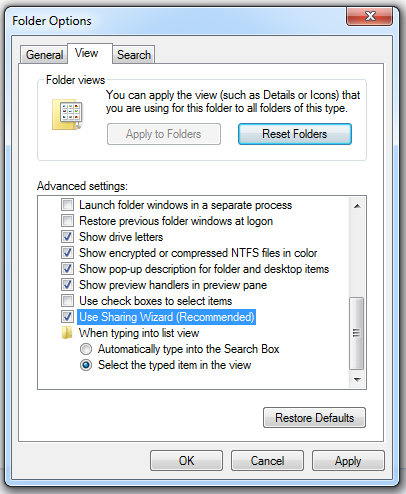 Folder Options
General
View
Search
Folder views
You can apply the view (such as Details or Icons) that
you are using for this folder to all folders of this type.
Apply to Folders
Reset Folders
Advanced settings:
Launch folder windows in a separate process
Restore previous folder windows at logon
Show drive letters
Show encrypted or compressed NTFS files in color
Show pop-up description for folder and desktop items
Show preview handlers in preview pane
Use check boxes to select items
Use Sharing Wizard (Recommended)
When typing into list view
Automatically type into the Search Box
Select the typed item in the view
Restore Defaults
OK
Cancel
Apply